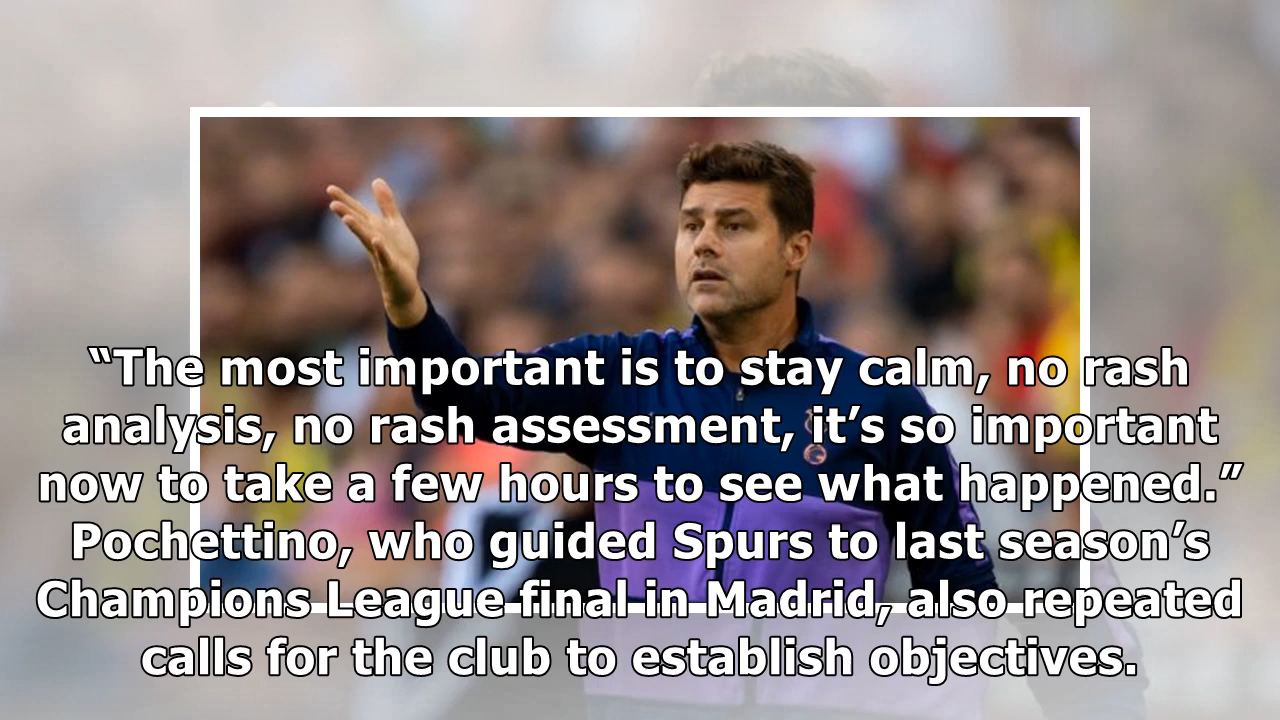 “The most important is to stay calm, no rash
analysis, no rash assessment, it’s so important
now to take a few hours to see what happened.”
Pochettino, who guided Spurs to last season’s
Champions League final in Madrid, also repeated
calls for the club to establish objectives.